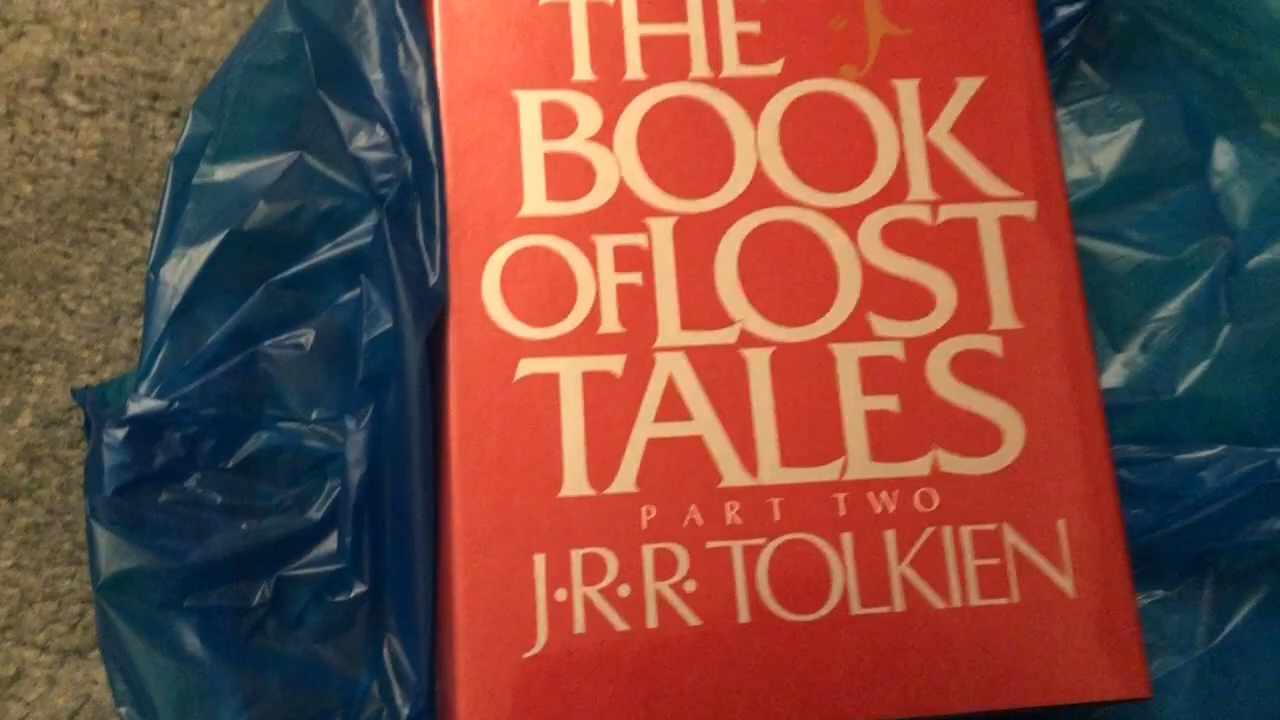 THE
BOOK
OF LOST
TALES
PART TWO
J·R·R·TOLKIEN